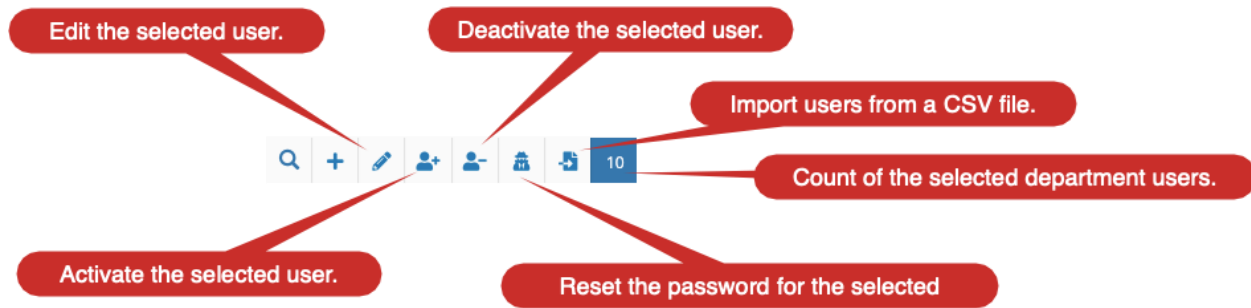 Edit the selected user.
Deactivate the selected user.
Import users from a CSV file.
10
Count of the selected department users.
Activate the selected user.
Reset the password for the selected